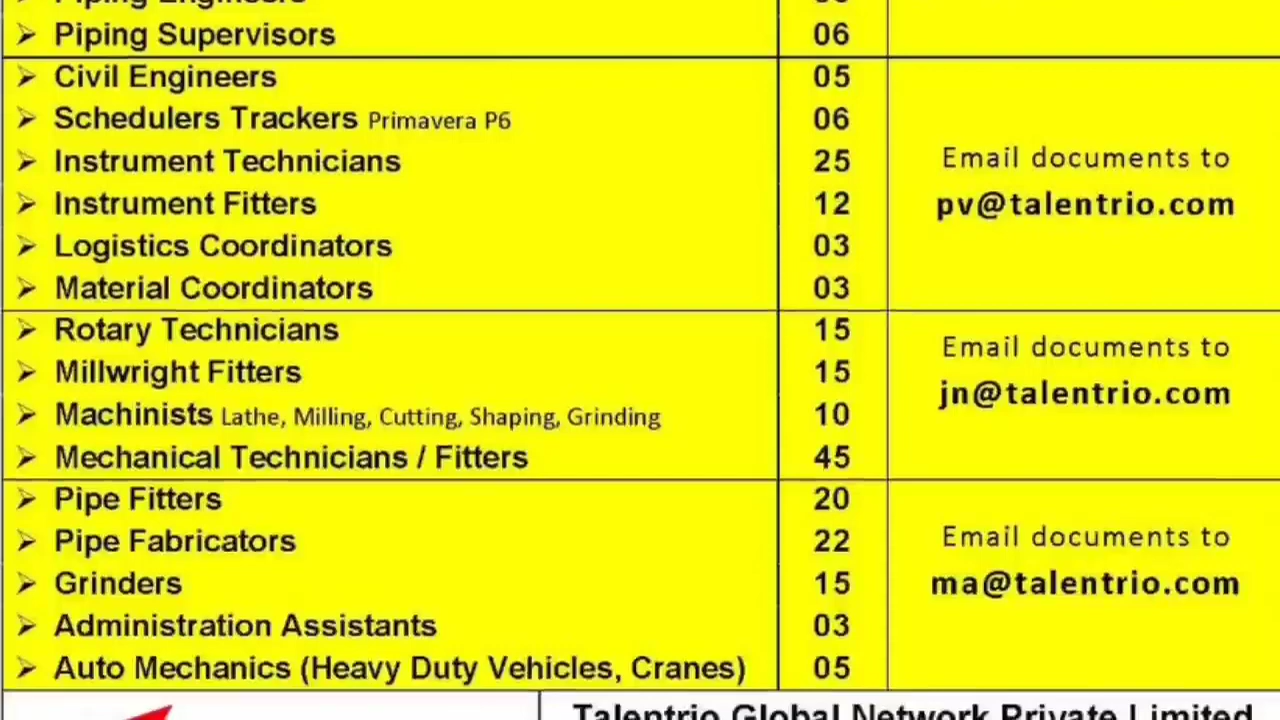 Piping Engineers
➢ Piping Supervisors 06
➢ Civil Engineers 05
➢ Schedulers Trackers Primavera P6 06
➢ Instrument Technicians 25
➢ Instrument Fitters 12
➢ Logistics Coordinators 03
➢ Material Coordinators 03
Email documents to
pv@talentrio.com
➢ Rotary Technicians 15
➢ Millwright Fitters 15
➢ Machinists Lathe, Milling, Cutting, Shaping, Grinding 10
➢ Mechanical Technicians / Fitters 45
Email documents to
jn@talentrio.com
➢ Pipe Fitters 20
➢ Pipe Fabricators 22
➢ Grinders 15
➢ Administration Assistants 03
➢ Auto Mechanics (Heavy Duty Vehicles, Cranes) 05
Email documents to
ma@talentrio.com
Talentrio Global Network Private Limited